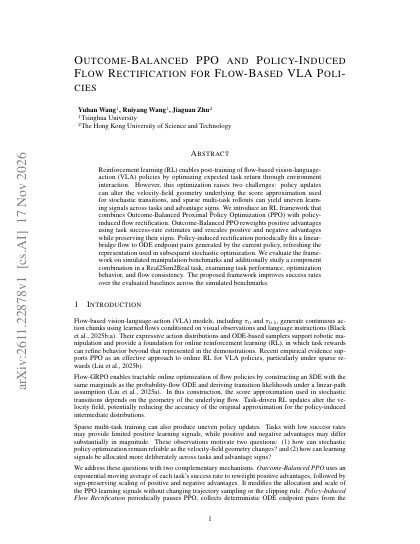 OUTCOME-BALANCED PPO AND POLICY-INDUCED
FLOW RECTIFICATION FOR FLOW-BASED VLA POLI-
CIES
Yuhan Wang¹, Ruiyang Wang¹, Jiaguan Zhu²
¹Tsinghua University
²The Hong Kong University of Science and Technology
ABSTRACT
Reinforcement learning (RL) enables post-training of flow-based vision-language-
action (VLA) policies by optimizing expected task return through environment
interaction. However, this optimization raises two challenges: policy updates
can alter the velocity-field geometry underlying the score approximation used
for stochastic transitions, and sparse multi-task rollouts can yield uneven learn-
ing signals across tasks and advantage signs. We introduce an RL framework that
combines Outcome-Balanced Proximal Policy Optimization (PPO) with policy-
induced flow rectification. Outcome-Balanced PPO reweights positive advantages
using task success-rate estimates and rescales positive and negative advantages
while preserving their signs. Policy-induced rectification periodically fits a linear-
bridge flow to ODE endpoint pairs generated by the current policy, refreshing the
representation used in subsequent stochastic optimization. We evaluate the frame-
work on simulated manipulation benchmarks and additionally study a component
combination in a Real2Sim2Real task, examining task performance, optimization
behavior, and flow consistency. The proposed framework improves success rates
over the evaluated baselines across the simulated benchmarks.
1 INTRODUCTION
Flow-based vision-language-action (VLA) models, including π₀ and π₀.₅, generate continuous ac-
tion chunks using learned flows conditioned on visual observations and language instructions (Black
et al., 2025b;a). Their expressive action distributions and ODE-based samplers support robotic ma-
nipulation and provide a foundation for online reinforcement learning (RL), in which task rewards
can refine behavior beyond that represented in the demonstrations. Recent empirical evidence sup-
ports PPO as an effective approach to online RL for VLA policies, particularly under sparse re-
wards (Liu et al., 2025b).
Flow-GRPO enables tractable online optimization of flow policies by constructing an SDE with the
same marginals as the probability-flow ODE and deriving transition likelihoods under a linear-path
assumption (Liu et al., 2025a). In this construction, the score approximation used in stochastic
transitions depends on the geometry of the underlying flow. Task-driven RL updates alter the ve-
locity field, potentially reducing the accuracy of the original approximation for the policy-induced
intermediate distributions.
Sparse multi-task training can also produce uneven policy updates. Tasks with low success rates
may provide limited positive learning signals, while positive and negative advantages may differ
substantially in magnitude. These observations motivate two questions: (1) how can stochastic
policy optimization remain reliable as the velocity-field geometry changes? and (2) how can learning
signals be allocated more deliberately across tasks and advantage signs?
We address these questions with two complementary mechanisms. Outcome-Balanced PPO uses an
exponential moving average of each task's success rate to reweight positive advantages, followed by
sign-preserving scaling of positive and negative advantages. It modifies the allocation and scale of
the PPO learning signals without changing trajectory sampling or the clipping rule. Policy-Induced
Flow Rectification periodically pauses PPO, collects deterministic ODE endpoint pairs from the
1
arXiv:2611.22878v1 [cs.AI] 17 Nov 2026